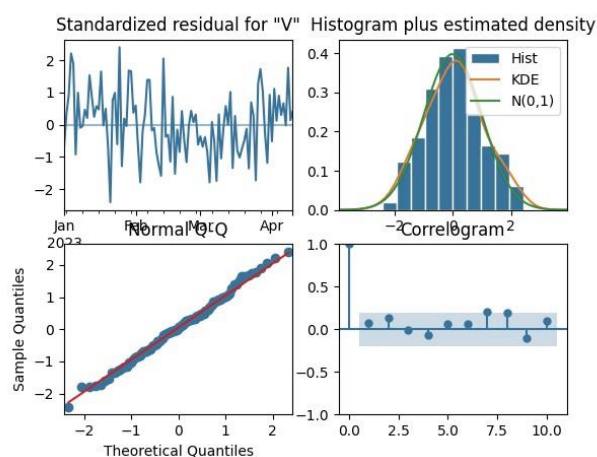 Standardized residual for "V"
2
1
0
−1
−2
Jan
Feb
Mar
Apr
2023
Histogram plus estimated density
0.4
0.3
0.2
0.1
0.0
Hist
KDE
N(0,1)
−2
0
2
Normal Q-Q
Sample Quantiles
2
1
0
−1
−2
−2
−1
0
1
2
Theoretical Quantiles
Correlogram
1.0
0.5
0.0
−0.5
−1.0
0.0
2.5
5.0
7.5
10.0